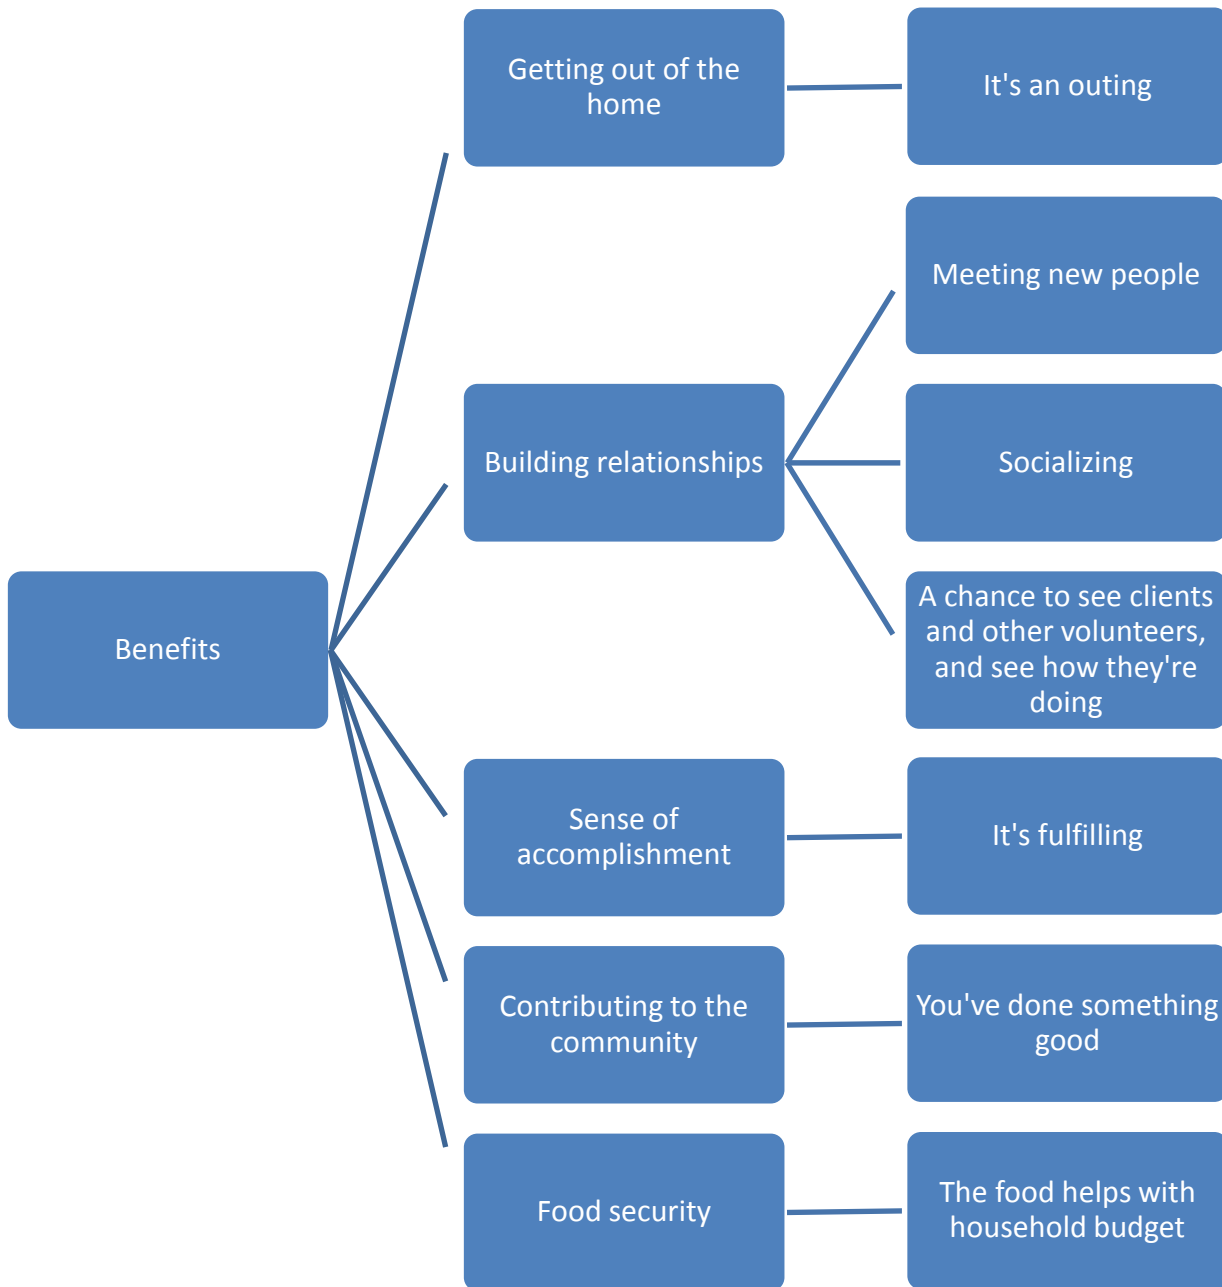 Getting out of the
home
It's an outing
Meeting new people
Building relationships
Socializing
Benefits
A chance to see clients
and other volunteers,
and see how they're
doing
Sense of
accomplishment
It's fulfilling
Contributing to the
community
You've done something
good
Food security
The food helps with
household budget